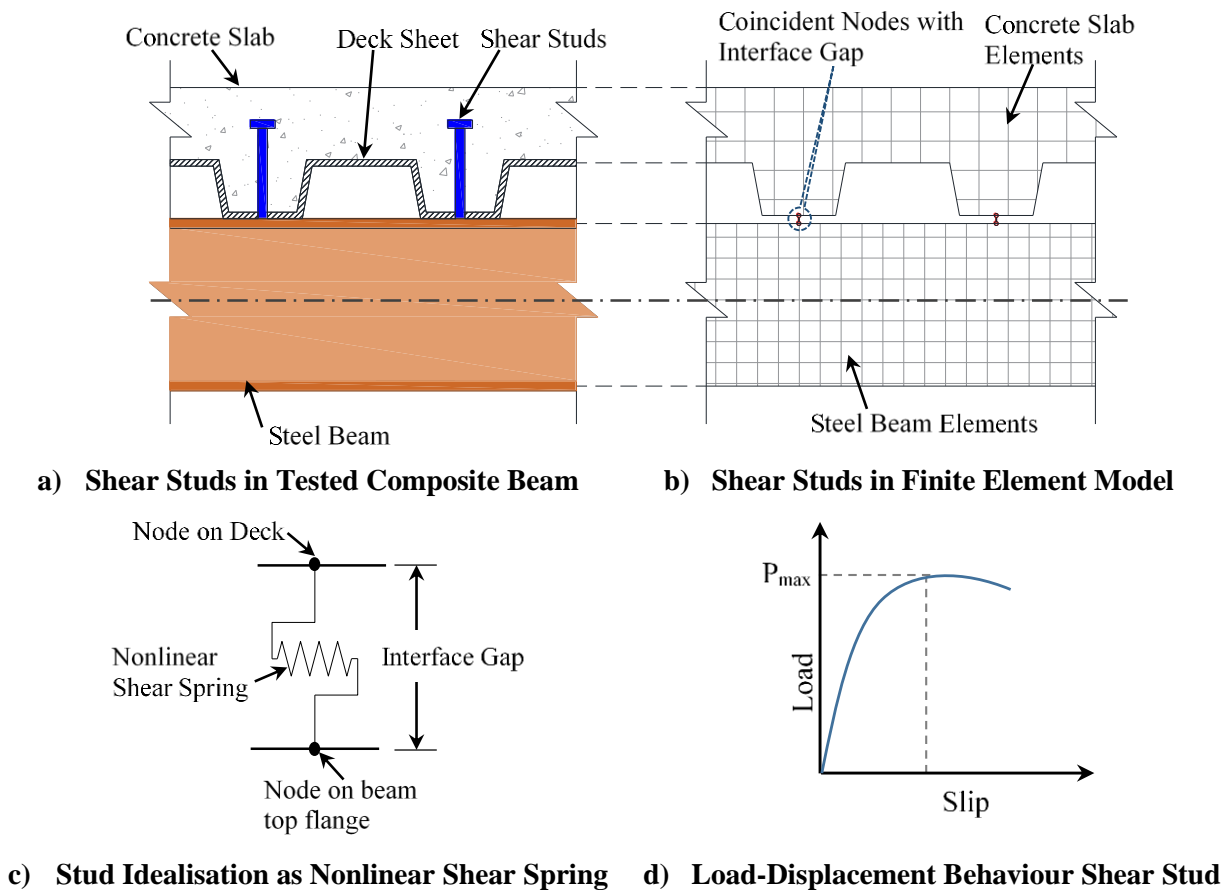 Concrete Slab
Deck Sheet
Shear Studs
Steel Beam
Coincident Nodes with
Interface Gap
Concrete Slab
Elements
Steel Beam Elements
a) Shear Studs in Tested Composite Beam
b) Shear Studs in Finite Element Model
Node on Deck
Nonlinear
Shear Spring
Interface Gap
Node on beam
top flange
Pmax
Load
Slip
c) Stud Idealisation as Nonlinear Shear Spring
d) Load-Displacement Behaviour Shear Stud